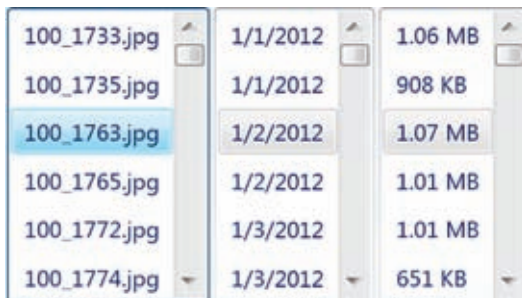 100_1733.jpg 1/1/2012 1.06 MB
100_1735.jpg 1/1/2012 908 KB
100_1763.jpg 1/2/2012 1.07 MB
100_1765.jpg 1/2/2012 1.01 MB
100_1772.jpg 1/3/2012 1.01 MB
100_1774.jpg 1/3/2012 651 KB